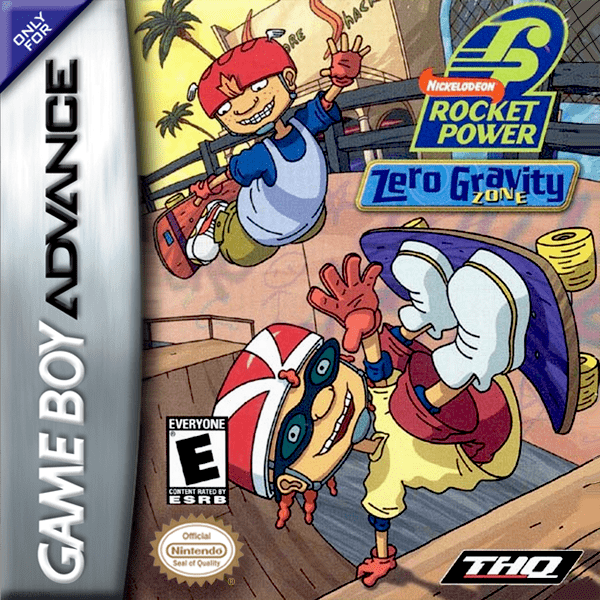 ONLY
FOR
GAME BOY ADVANCE
NICKELODEON
ROCKET
POWER
Zero Gravity
ZONE
EVERYONE
E
CONTENT RATED BY
ESRB
Official
Nintendo
Seal of Quality
®
THQ